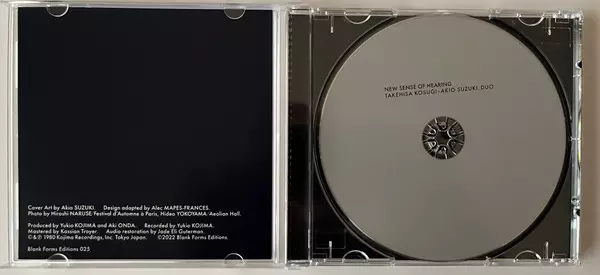 Cover Art by Akio SUZUKI. Design adapted by Alec MAPES-FRANCES.
Photo by Hiroshi NARUSE/Festival d'Automne à Paris, Hideo YOKOYAMA/Aeolian Hall.
Produced by Yukio KOJIMA and Aki ONDA. Recorded by Yukio KOJIMA.
Mastered by Kassian Troyer. Audio restoration by Jade Eli Guterman.
©&℗ 1980 Kojima Recordings, Inc. Tokyo Japan. ©2022 Blank Forms Editions.
Blank Forms Editions 025
NEW SENSE OF HEARING
TAKEHISA KOSUGI–AKIO SUZUKI DUO